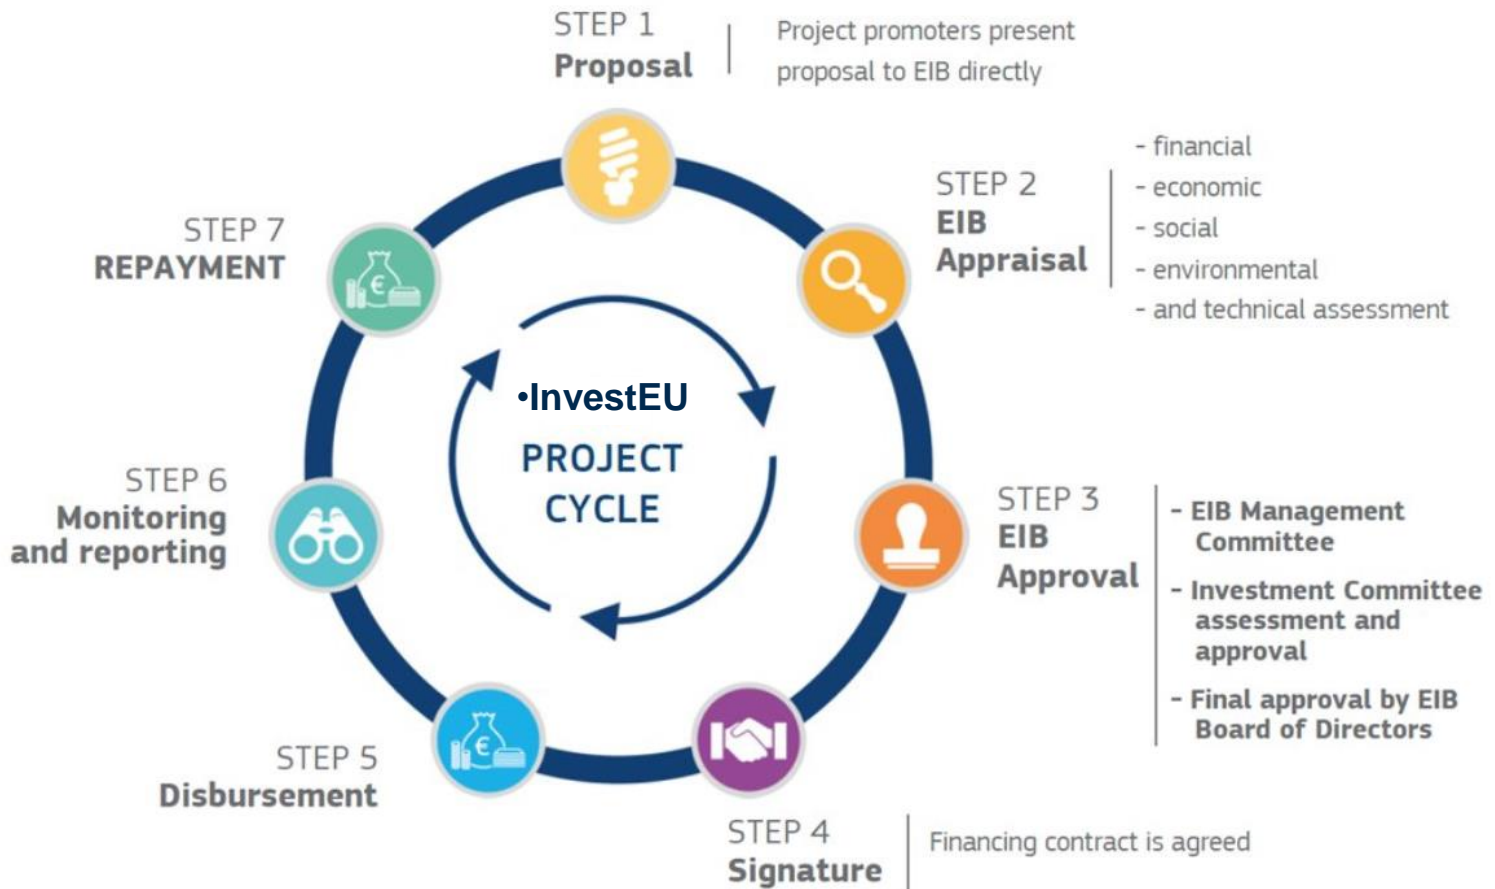 STEP 1
Proposal
Project promoters present
proposal to EIB directly
STEP 2
EIB
Appraisal
- financial
- economic
- social
- environmental
- and technical assessment
STEP 3
EIB
Approval
- EIB Management
Committee
- Investment Committee
assessment and
approval
- Final approval by EIB
Board of Directors
STEP 4
Signature
Financing contract is agreed
STEP 5
Disbursement
STEP 6
Monitoring
and reporting
STEP 7
REPAYMENT
•InvestEU
PROJECT
CYCLE
€
€